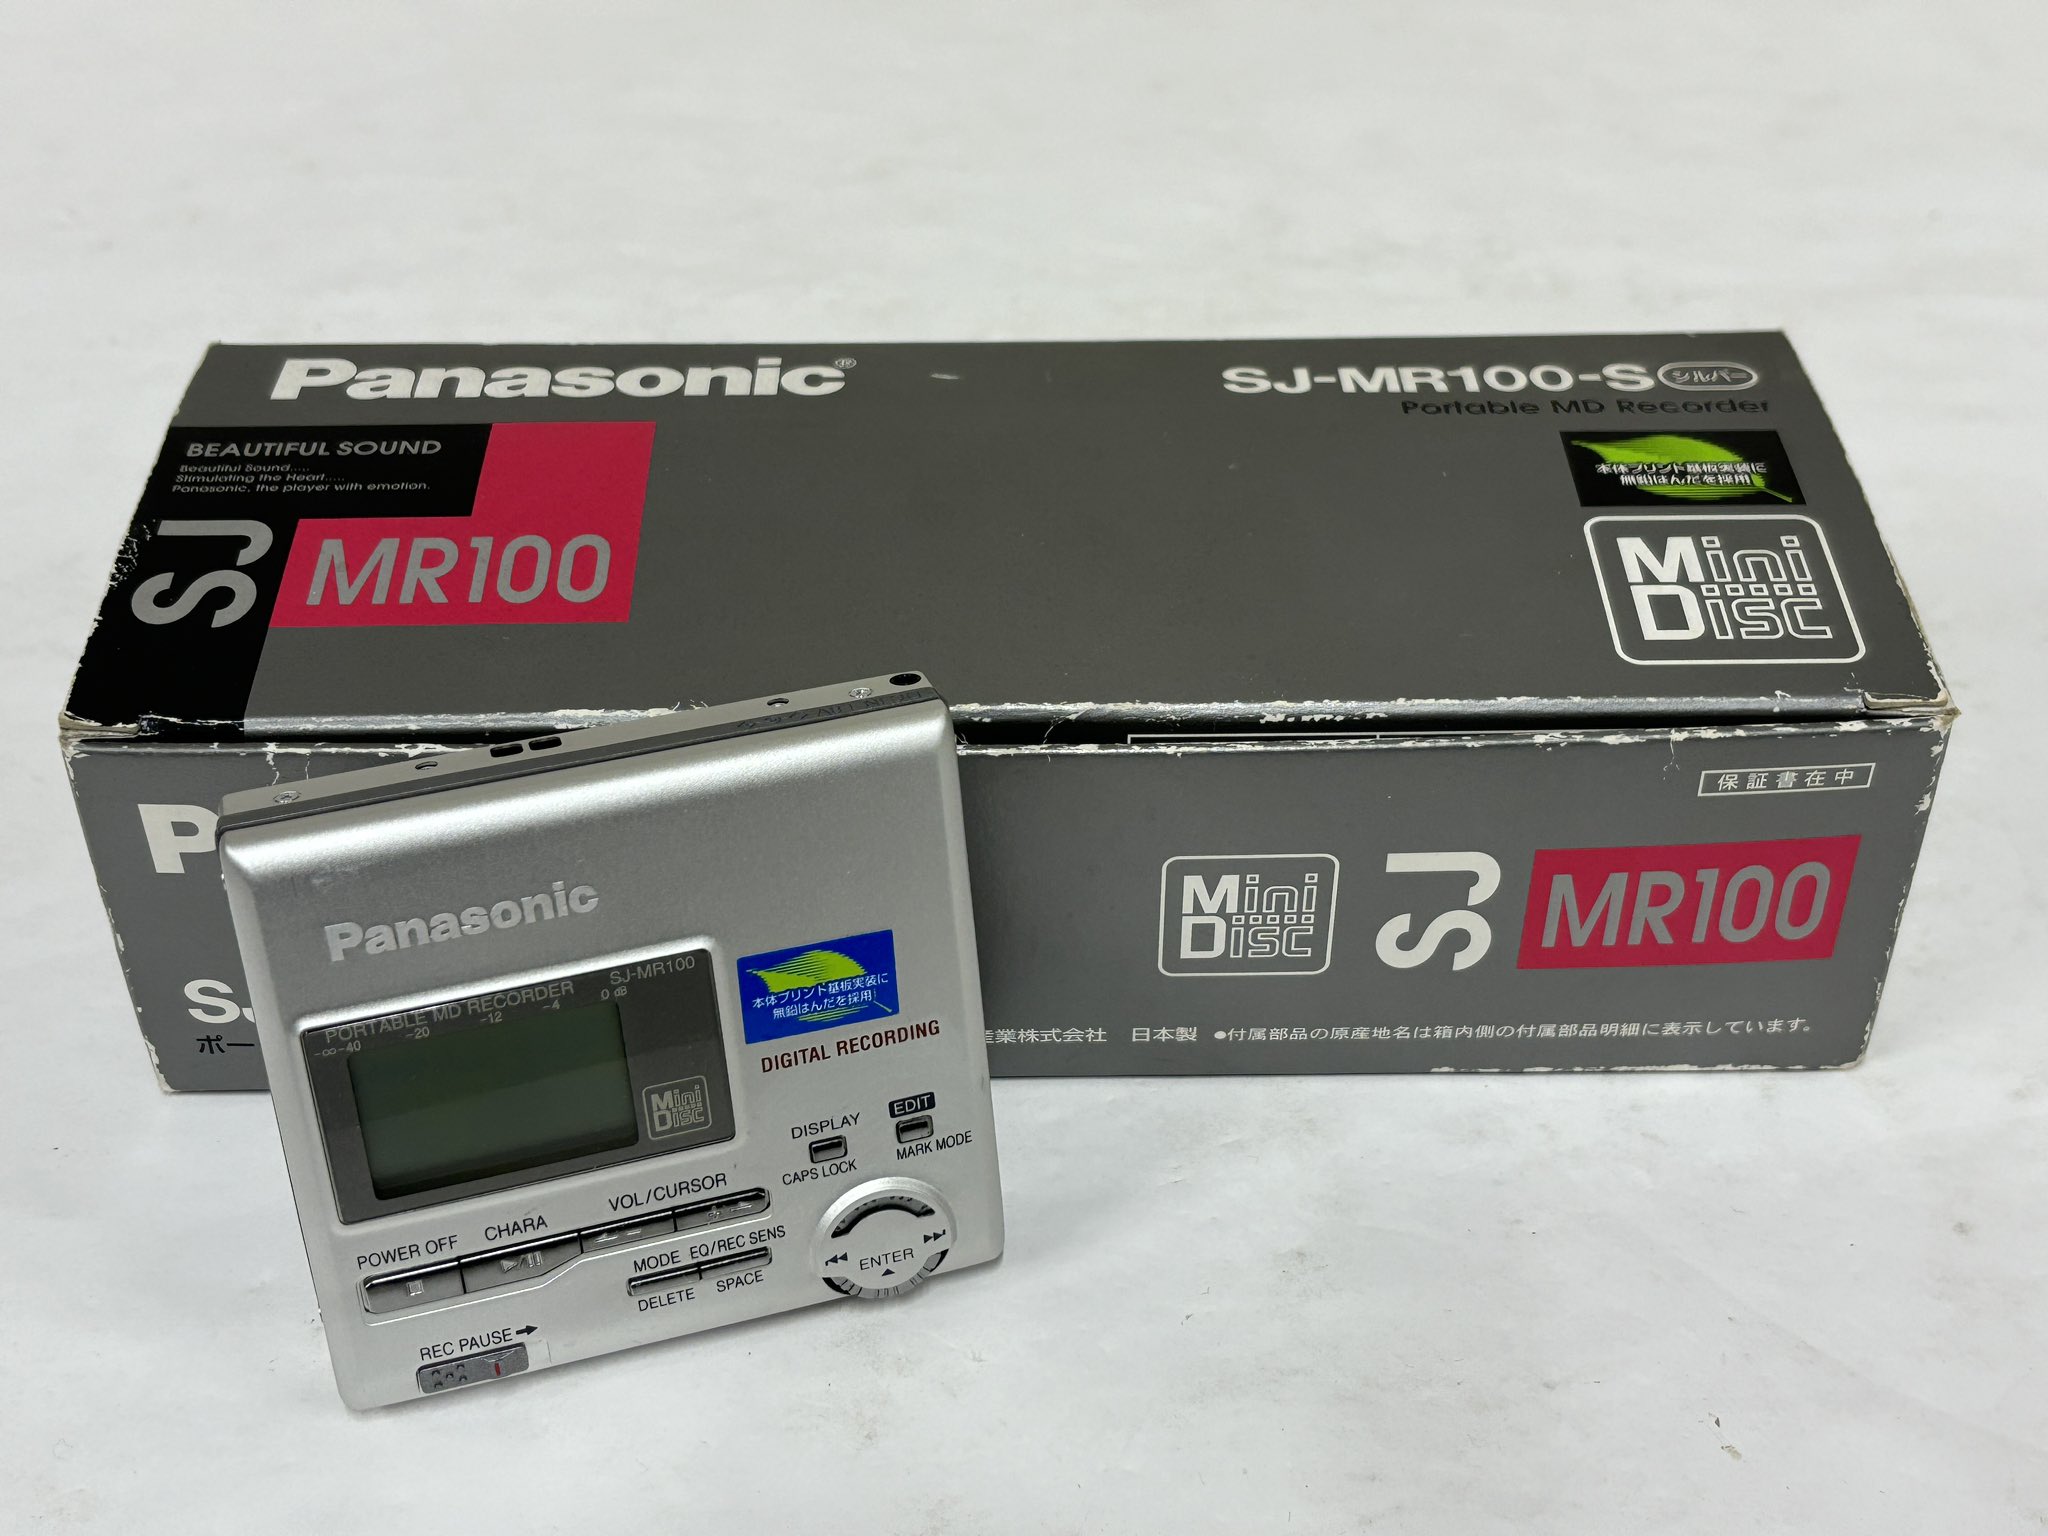 Panasonic®
SJ-MR100-S シルバー
Portable MD Recorder
BEAUTIFUL SOUND
Beautiful Sound.....
Stimulating the Heart.....
Panasonic, the player with emotion.
SJ
MR100
本体プリント基板実装に
無鉛はんだを採用
Mini
Disc
保証書在中
P
Mini
Disc
SJ
MR100
S
ポー
産業株式会社 日本製 ●付属部品の原産地名は箱内側の付属部品明細に表示しています。
Panasonic
PORTABLE MD RECORDER
SJ-MR100
-∞-40 -20 -12 -4 0 dB
Mini
Disc
本体プリント基板実装に
無鉛はんだを採用
DIGITAL RECORDING
DISPLAY
CAPS LOCK
EDIT
MARK MODE
POWER OFF
CHARA
VOL/CURSOR
MODE
EQ/REC SENS
DELETE
SPACE
ENTER
REC PAUSE